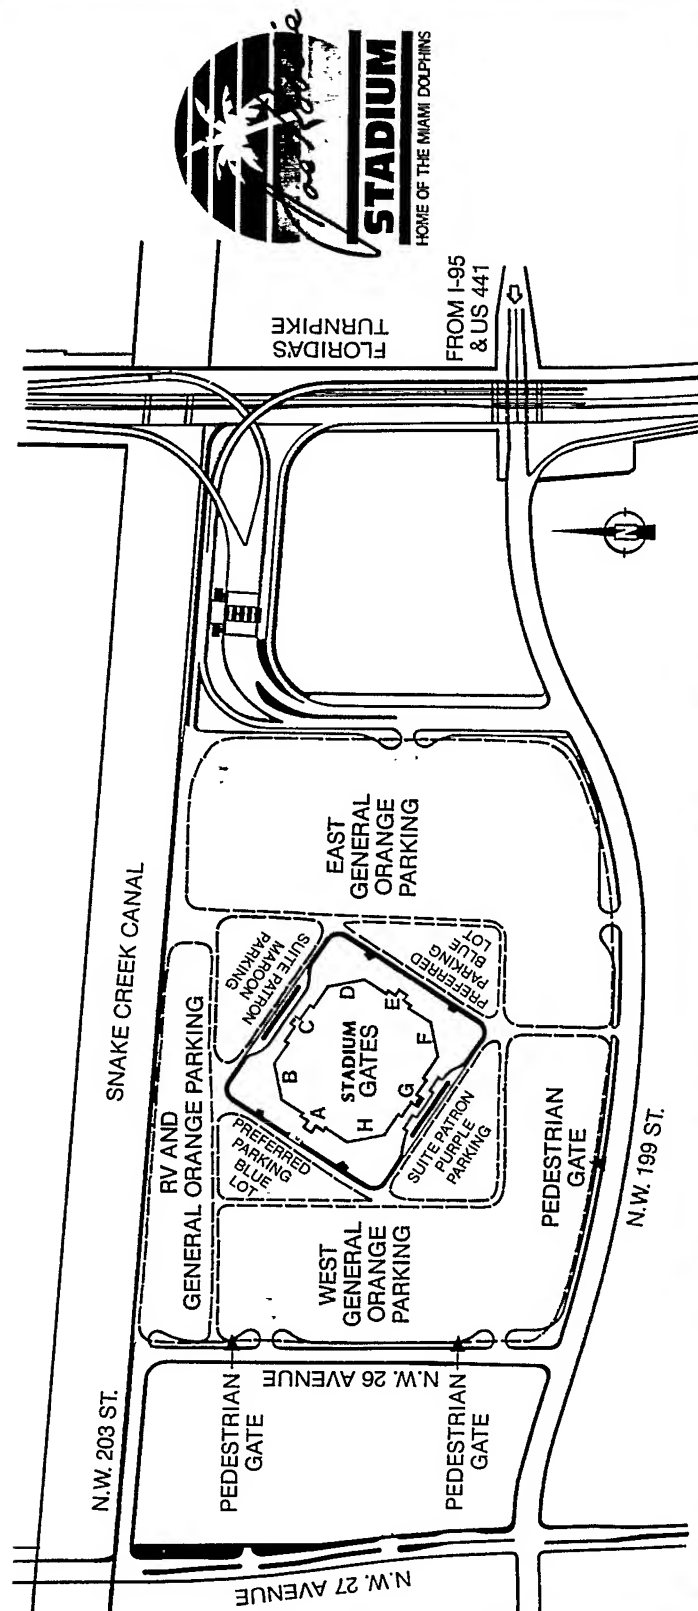 Joe Robbie
STADIUM
HOME OF THE MIAMI DOLPHINS
FLORIDA'S
TURNPIKE
FROM I-95
& US 441
N
SNAKE CREEK CANAL
N.W. 203 ST.
RV AND
GENERAL ORANGE PARKING
SUITE PATRON
MAROON
PARKING
EAST
GENERAL
ORANGE
PARKING
PREFERRED
PARKING
BLUE
LOT
PREFERRED
PARKING
BLUE
LOT
STADIUM
GATES
A
B
C
D
E
F
G
H
SUITE PATRON
PURPLE
PARKING
WEST
GENERAL
ORANGE
PARKING
PEDESTRIAN
GATE
N.W. 199 ST.
N.W. 26 AVENUE
PEDESTRIAN
GATE
PEDESTRIAN
GATE
N.W. 27 AVENUE